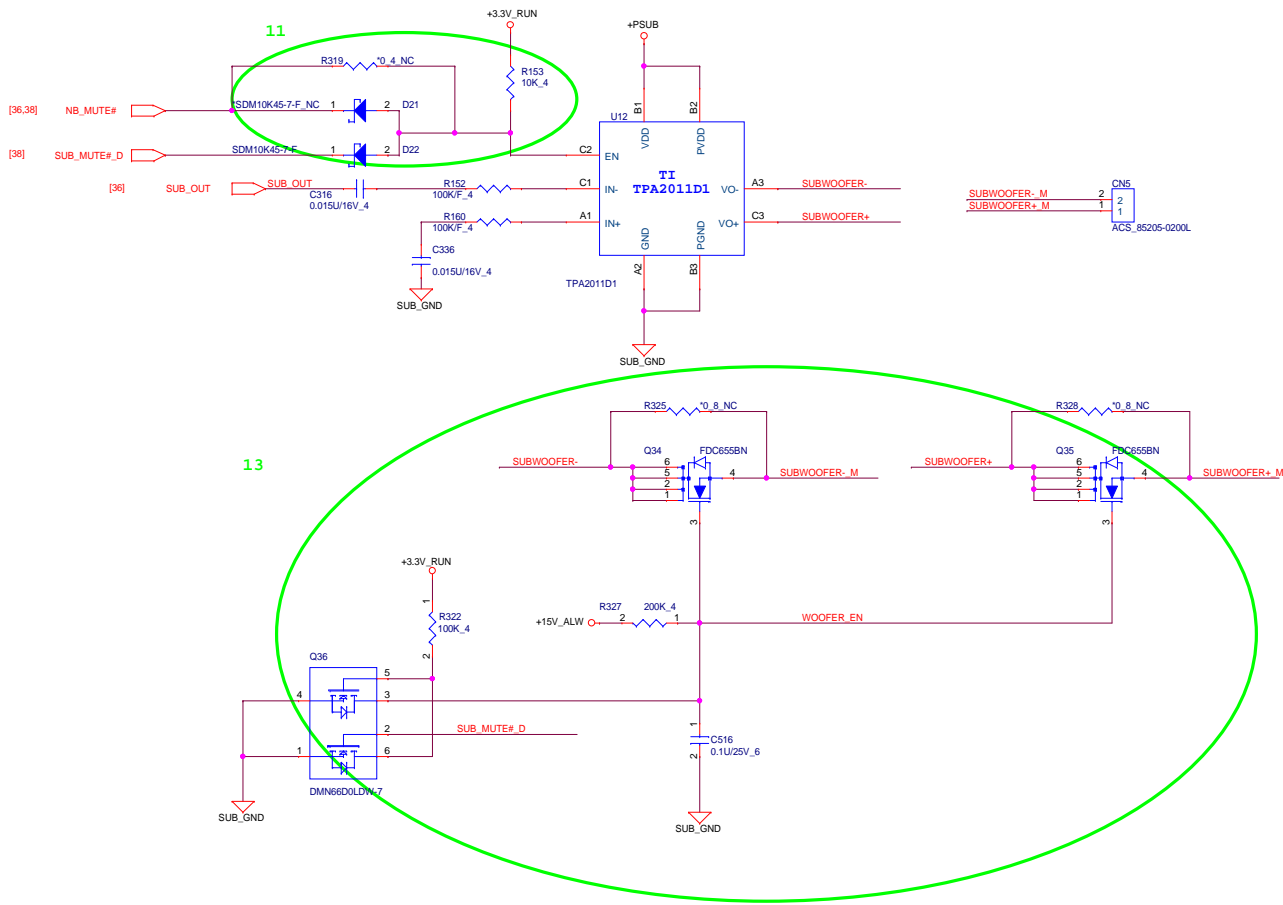 +3.3V_RUN
+PSUB
11
R319
*0_4_NC
R153
10K_4
[36,38]
NB_MUTE#
*SDM10K45-7-F_NC
1
2
D21
B1
B2
U12
VDD
PVDD
[38]
SUB_MUTE#_D
SDM10K45-7-F
1
2
D22
C2
EN
TI
TPA2011D1
[36]
SUB_OUT
SUB_OUT
C316
0.015U/16V_4
R152
100K/F_4
C1
IN-
VO-
A3
SUBWOOFER-
R160
100K/F_4
A1
IN+
VO+
C3
SUBWOOFER+
GND
PGND
A2
B3
C336
0.015U/16V_4
SUB_GND
TPA2011D1
SUB_GND
CN5
SUBWOOFER-_M
2
2
SUBWOOFER+_M
1
1
ACS_85205-0200L
13
R325
*0_8_NC
Q34
FDC655BN
SUBWOOFER-
6
5
2
1
4
SUBWOOFER-_M
3
R328
*0_8_NC
Q35
FDC655BN
SUBWOOFER+
6
5
2
1
4
SUBWOOFER+_M
3
+3.3V_RUN
1
R322
100K_4
2
+15V_ALW
R327
200K_4
2
1
WOOFER_EN
Q36
5
4
3
2
SUB_MUTE#_D
1
6
DMN66D0LDW-7
SUB_GND
1
C516
0.1U/25V_6
2
SUB_GND